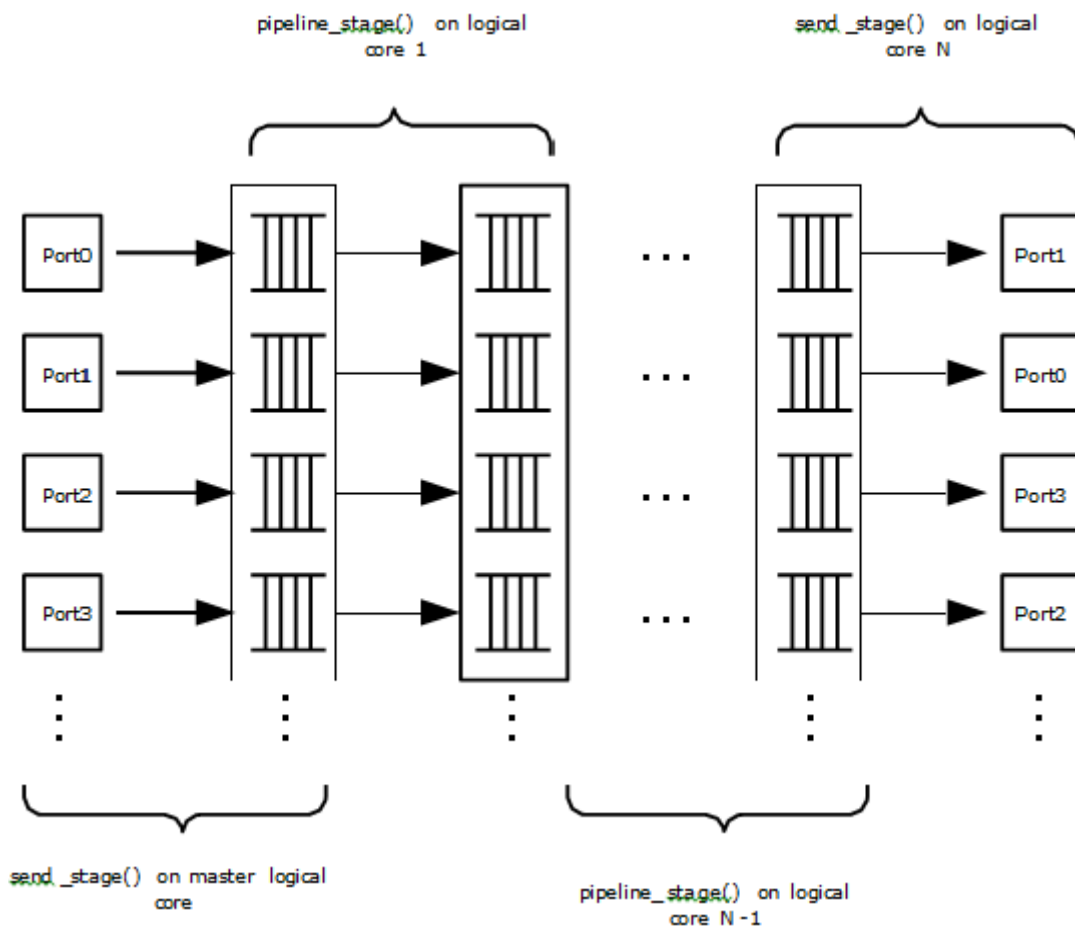 pipeline_stage() on logical
core 1
send _stage() on logical
core N
Port0
Port1
Port1
Port0
Port2
Port3
Port3
Port2
send _stage() on master logical
core
pipeline_stage() on logical
core N-1